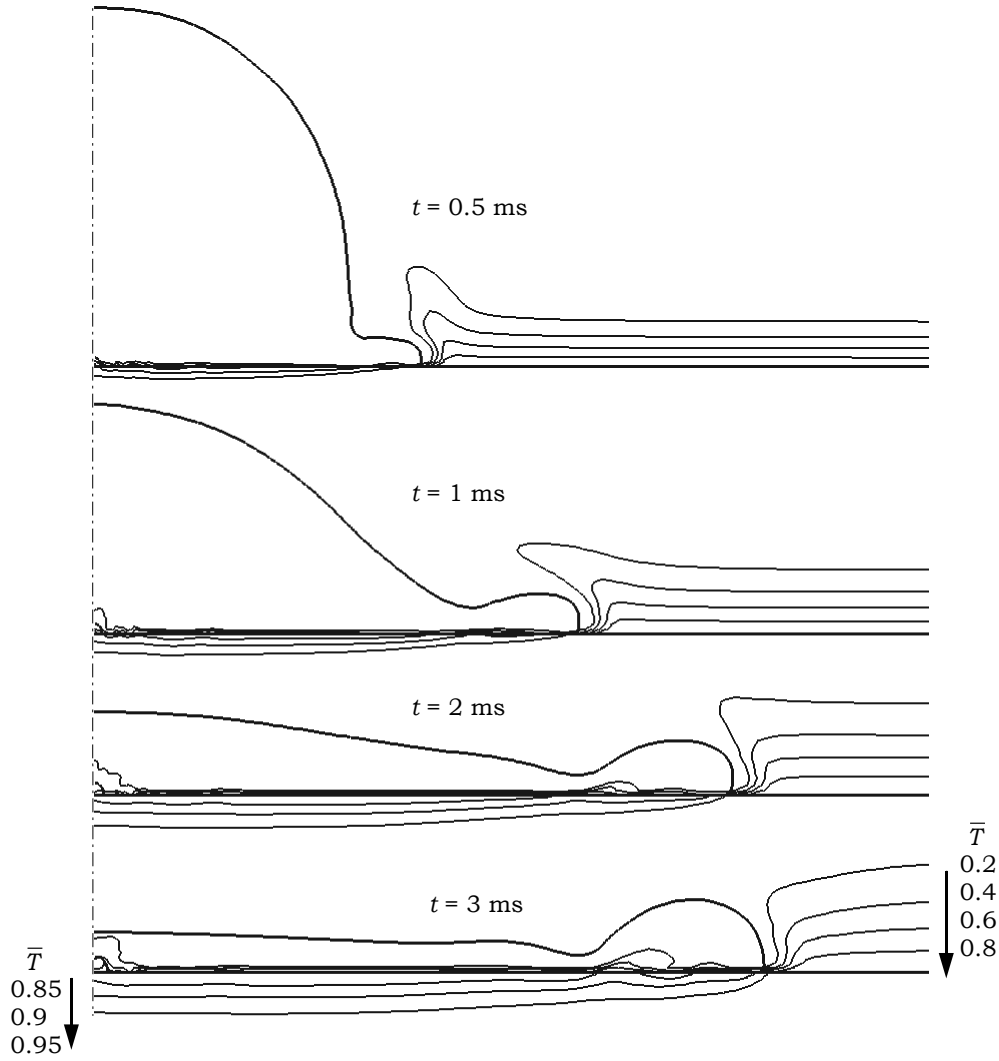 t = 0.5 ms
t = 1 ms
t = 2 ms
t = 3 ms
T̅
0.2
0.4
0.6
0.8
T̅
0.85
0.9
0.95